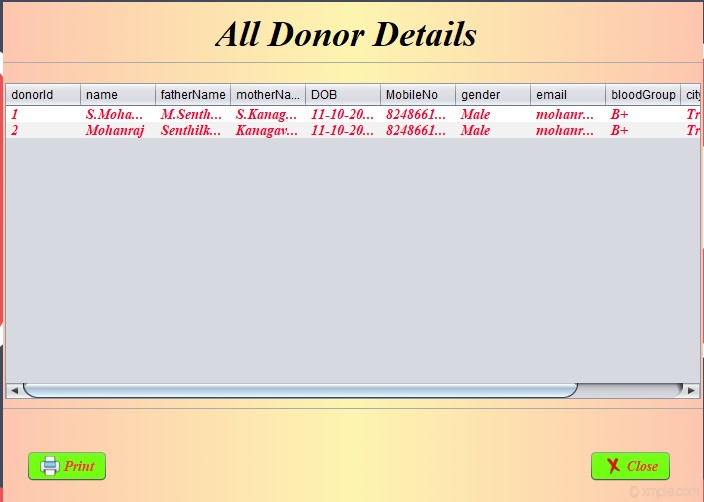 All Donor Details
donorId name fatherName motherNa... DOB MobileNo gender email bloodGroup city
1 S.Moha... M.Senth... S.Kanag... 11-10-20... 8248661... Male mohanr... B+ Tr
2 Mohanraj Senthilk... Kanagav... 11-10-20... 8248661... Male mohanr... B+ Tr
Print Close